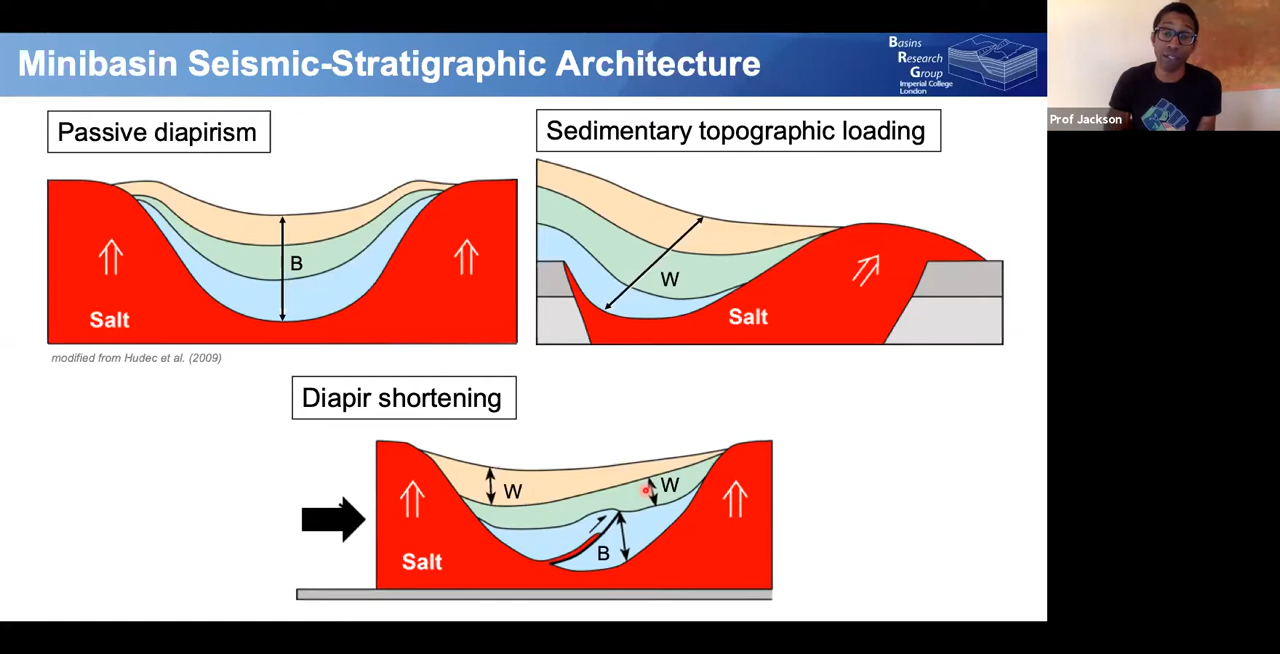 Minibasin Seismic-Stratigraphic Architecture
Basins
Research
Group
Imperial College
London
Prof Jackson
Passive diapirism
Sedimentary topographic loading
B
W
Salt
Salt
modified from Hudec et al. (2009)
Diapir shortening
W
W
B
Salt